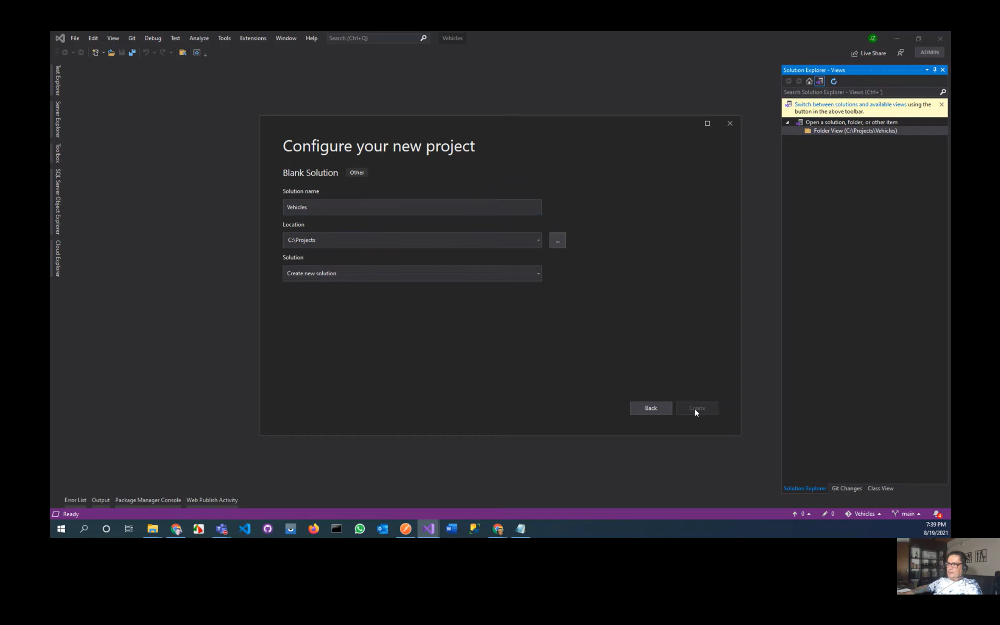 File Edit View Git Debug Test Analyze Tools Extensions Window Help Search (Ctrl+Q) Vehicles JZ
Live Share ADMIN
Test Explorer
Server Explorer
Toolbox
SQL Server Object Explorer
Cloud Explorer
Configure your new project
Blank Solution Other
Solution name
Vehicles
Location
C:\Projects
...
Solution
Create new solution
Back Create
Solution Explorer - Views
Search Solution Explorer - Views (Ctrl+´)
Switch between solutions and available views using the
button in the above toolbar.
Open a solution, folder, or other item
Folder View (C:\Projects\Vehicles)
Solution Explorer Git Changes Class View
Error List Output Package Manager Console Web Publish Activity
Ready 0 0 Vehicles main 4
7:39 PM
8/19/2021